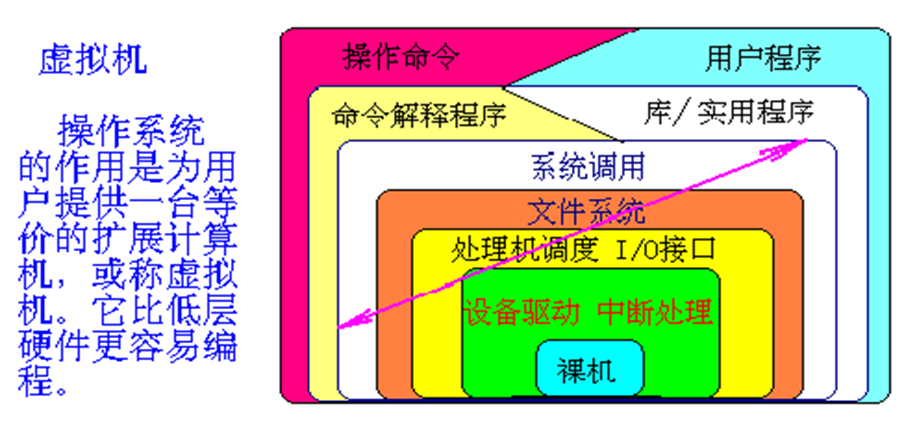 虚拟机
操作系统
的作用是为用
户提供一台等
价的扩展计算
机，或称虚拟
机。它比低层
硬件更容易编
程。
操作命令
用户程序
命令解释程序
库/实用程序
系统调用
文件系统
处理机调度 I/O接口
设备驱动 中断处理
裸机